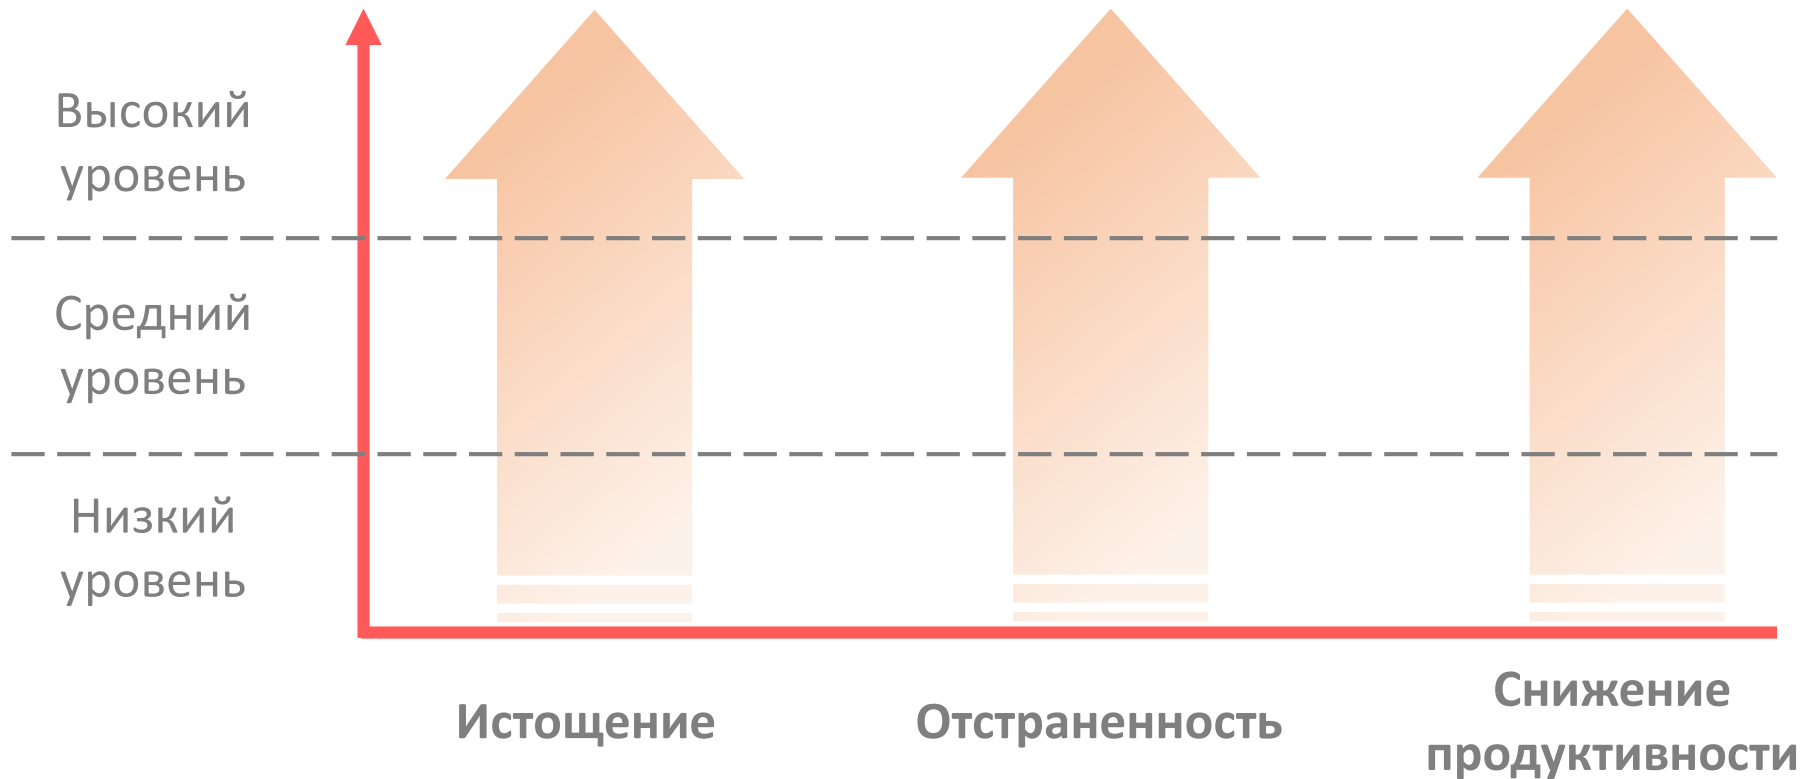 Высокий
уровень
Средний
уровень
Низкий
уровень
Истощение
Отстраненность
Снижение
продуктивности